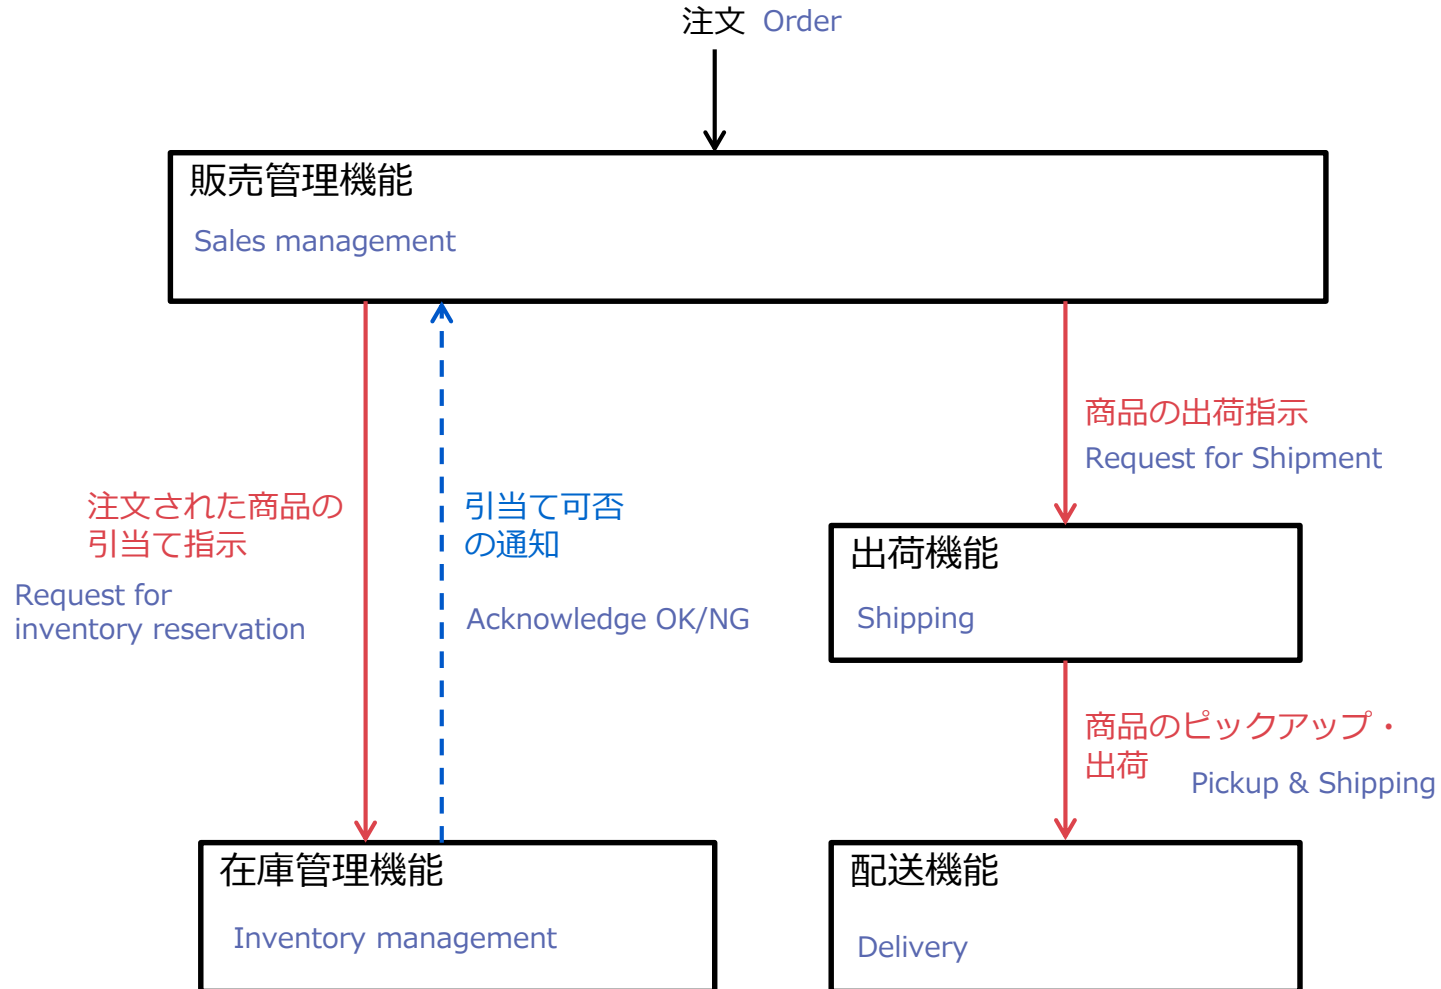 注文 Order
販売管理機能
Sales management
商品の出荷指示
Request for Shipment
注文された商品の
引当て指示
Request for
inventory reservation
引当て可否
の通知
Acknowledge OK/NG
出荷機能
Shipping
商品のピックアップ・
出荷
Pickup & Shipping
在庫管理機能
Inventory management
配送機能
Delivery